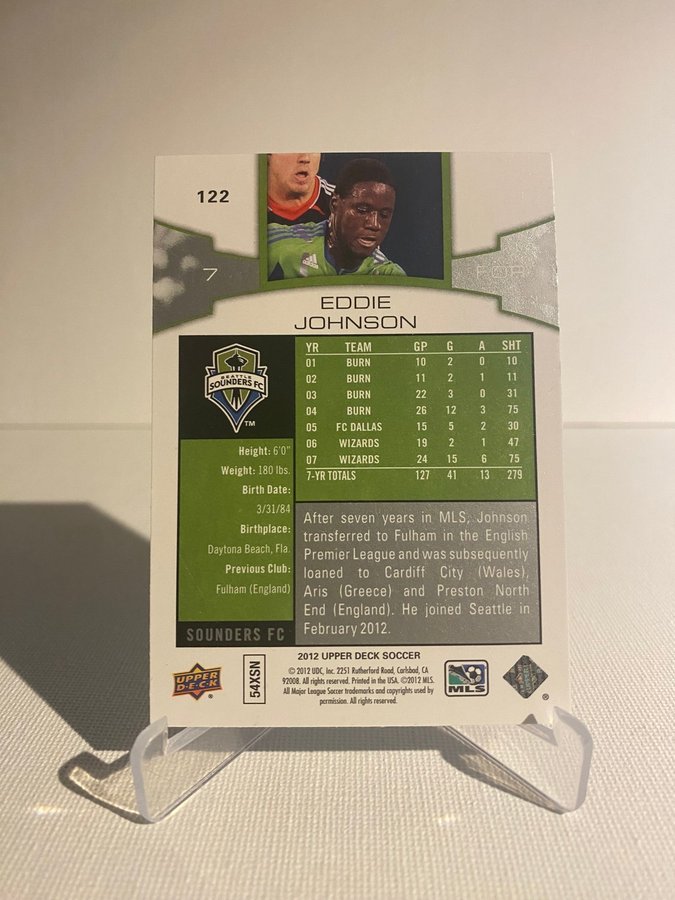 122
7
FOR
EDDIE
JOHNSON
SEATTLE
SOUNDERS FC
TM
YR TEAM GP G A SHT
01 BURN 10 2 0 10
02 BURN 11 2 1 11
03 BURN 22 3 0 31
04 BURN 26 12 3 75
05 FC DALLAS 15 5 2 30
06 WIZARDS 19 2 1 47
07 WIZARDS 24 15 6 75
7-YR TOTALS 127 41 13 279
Height: 6'0"
Weight: 180 lbs.
Birth Date:
3/31/84
Birthplace:
Daytona Beach, Fla.
Previous Club:
Fulham (England)
SOUNDERS FC
After seven years in MLS, Johnson
transferred to Fulham in the English
Premier League and was subsequently
loaned to Cardiff City (Wales),
Aris (Greece) and Preston North
End (England). He joined Seattle in
February 2012.
2012 UPPER DECK SOCCER
© 2012 UDC, Inc. 2251 Rutherford Road, Carlsbad, CA
92008. All rights reserved. Printed in the USA. ©2012 MLS.
All Major League Soccer trademarks and copyrights used by
permission. All rights reserved.
UPPER
D·E·C·K
®
54XSN
MLS
®